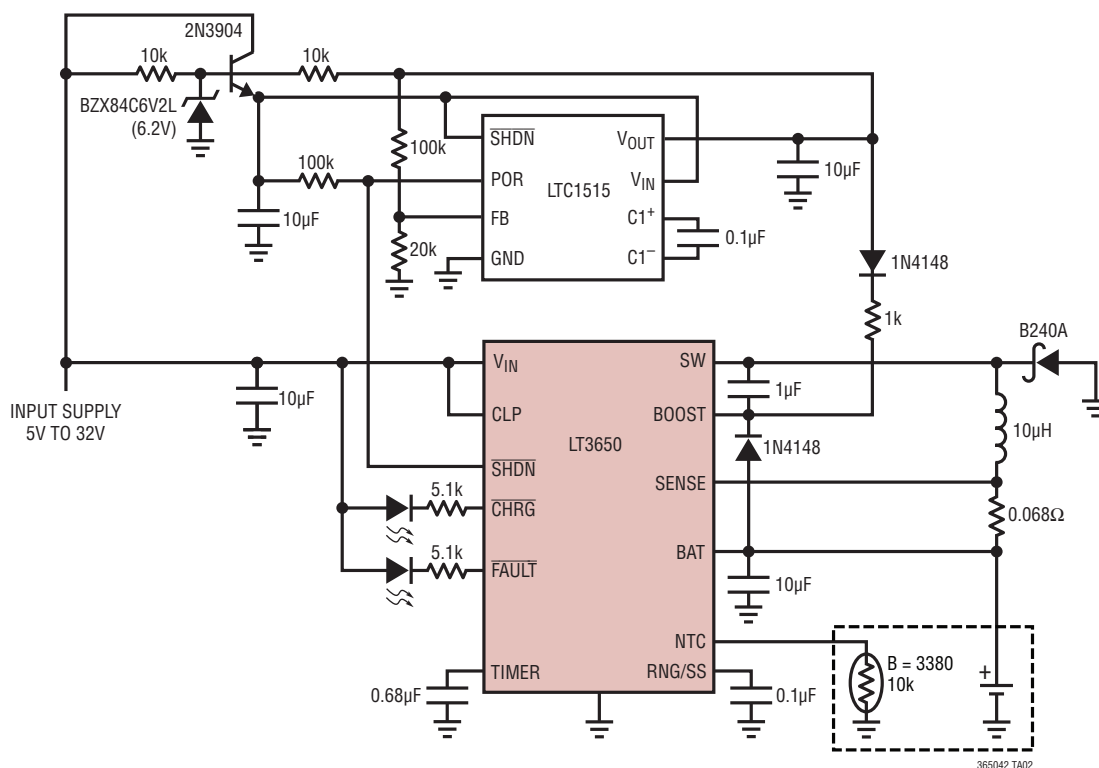 2N3904
10k
10k
BZX84C6V2L
(6.2V)
100k
100k
10µF
20k
SHDN
POR
FB
GND
LTC1515
VOUT
VIN
C1+
C1–
0.1µF
10µF
1N4148
1k
B240A
INPUT SUPPLY
5V TO 32V
10µF
VIN
CLP
SHDN
CHRG
FAULT
TIMER
LT3650
SW
BOOST
SENSE
BAT
NTC
RNG/SS
5.1k
5.1k
0.68µF
1µF
1N4148
10µH
0.068Ω
10µF
0.1µF
B = 3380
10k
+
365042 TA02